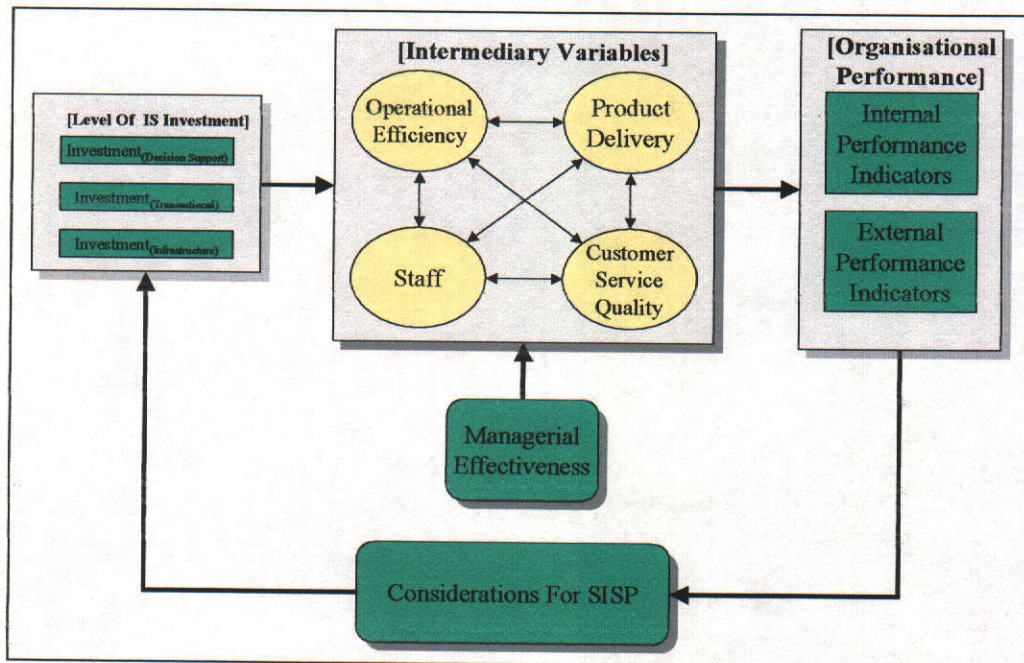 [Level Of IS Investment]
Investment(Decision Support)
Investment(Transactional)
Investment(Infrastructure)
[Intermediary Variables]
Operational
Efficiency
Product
Delivery
Staff
Customer
Service
Quality
[Organisational
Performance]
Internal
Performance
Indicators
External
Performance
Indicators
Managerial
Effectiveness
Considerations For SISP